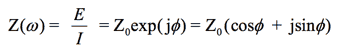 Z(ω) = E/I = Z₀exp(jϕ) = Z₀(cosϕ + jsinϕ)